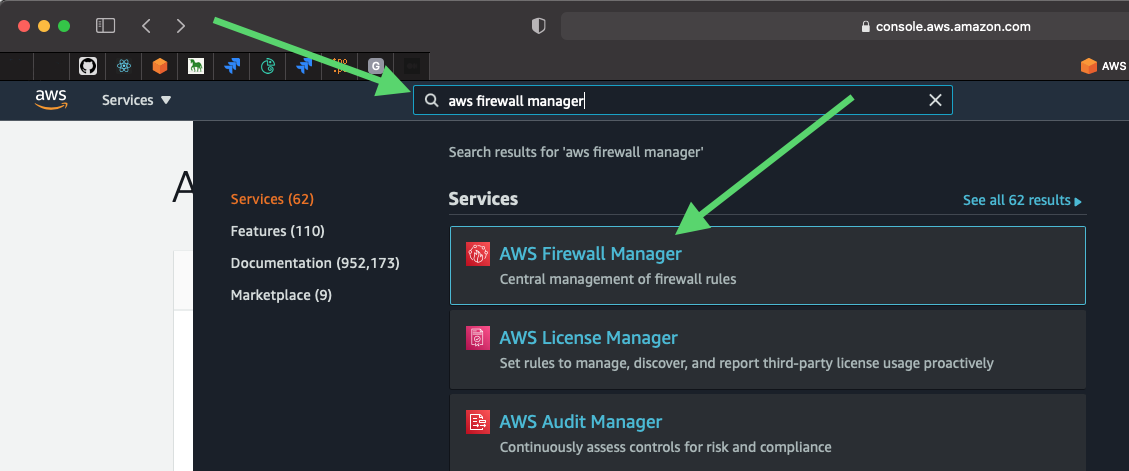 console.aws.amazon.com
G
AWS
aws
Services ▼
aws firewall manager
A
Search results for 'aws firewall manager'
Services (62)
Features (110)
Documentation (952,173)
Marketplace (9)
Services
See all 62 results ▶
AWS Firewall Manager
Central management of firewall rules
AWS License Manager
Set rules to manage, discover, and report third-party license usage proactively
AWS Audit Manager
Continuously assess controls for risk and compliance